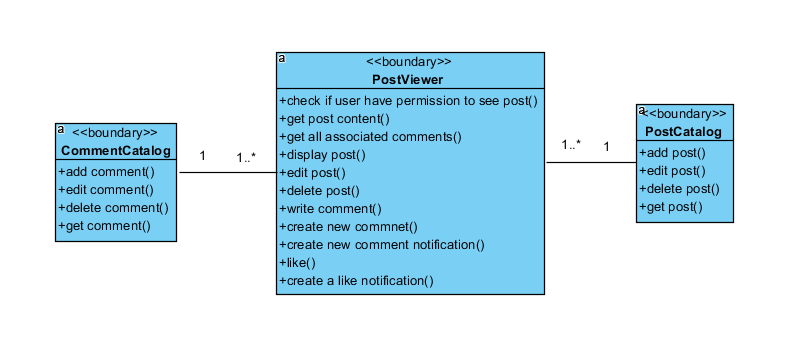 a
<<boundary>>
CommentCatalog
+add comment()
+edit comment()
+delete comment()
+get comment()
1
1..*
a
<<boundary>>
PostViewer
+check if user have permission to see post()
+get post content()
+get all associated comments()
+display post()
+edit post()
+delete post()
+write comment()
+create new commnet()
+create new comment notification()
+like()
+create a like notification()
1..*
1
a
<<boundary>>
PostCatalog
+add post()
+edit post()
+delete post()
+get post()